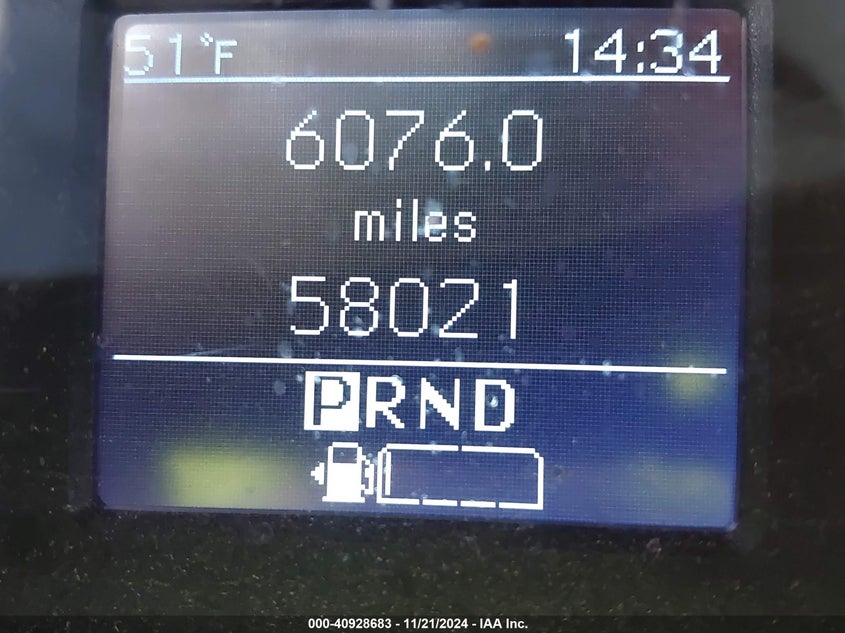 51°F 14:34
6076.0
miles
58021
PRND
000-40928683 - 11/21/2024 - IAA Inc.